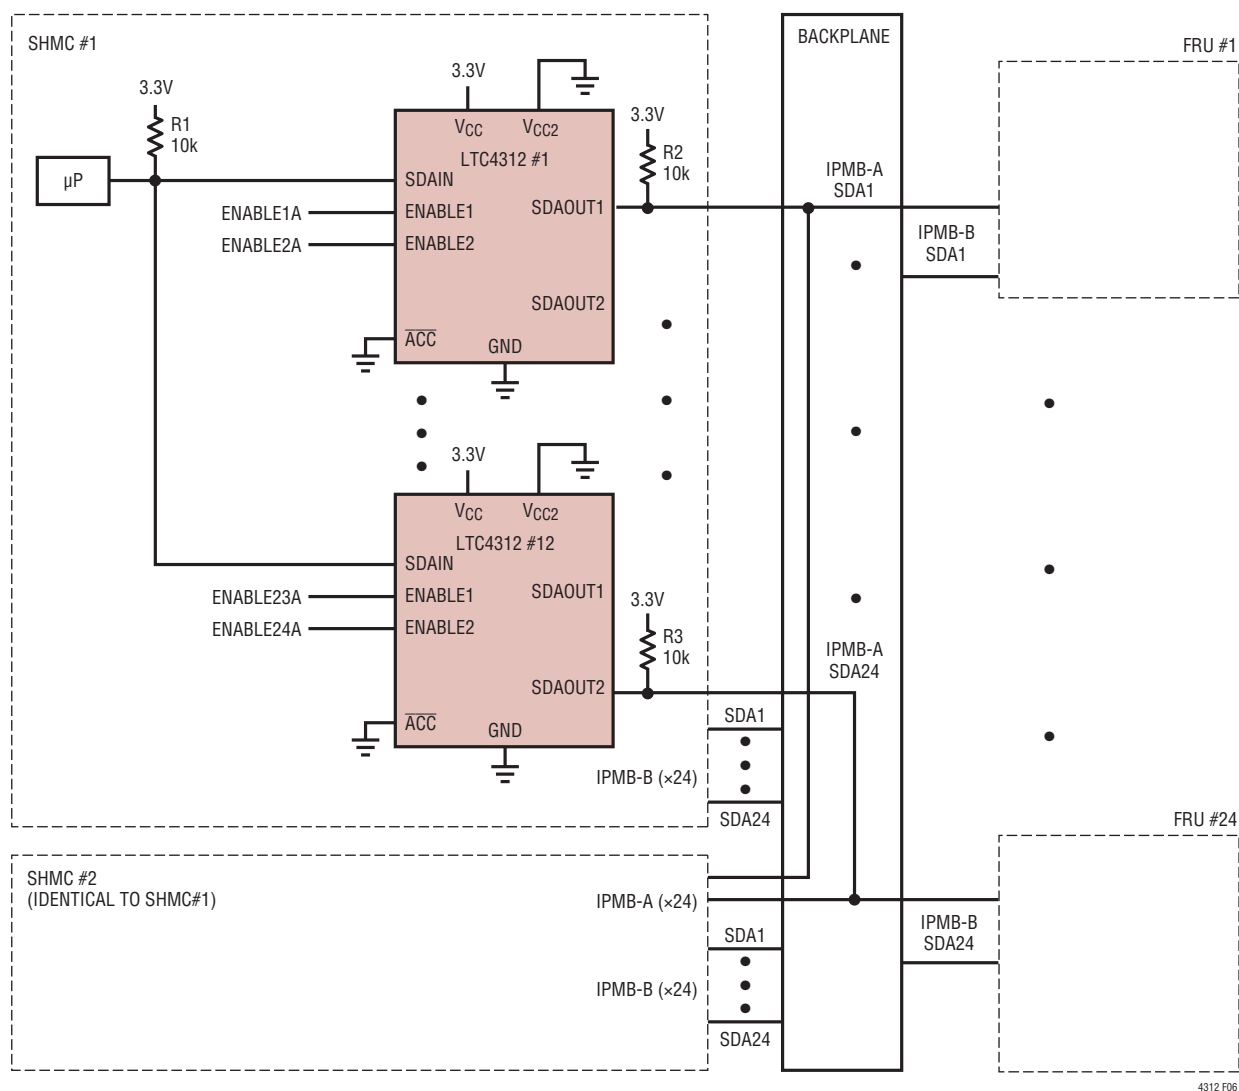 SHMC #1
3.3V
R1
10k
µP
3.3V
VCC
VCC2
LTC4312 #1
SDAIN
ENABLE1A
ENABLE1
ENABLE2A
ENABLE2
SDAOUT1
SDAOUT2
ACC
GND
3.3V
R2
10k
3.3V
VCC
VCC2
LTC4312 #12
SDAIN
ENABLE23A
ENABLE1
ENABLE24A
ENABLE2
SDAOUT1
SDAOUT2
ACC
GND
3.3V
R3
10k
SDA1
IPMB-B (×24)
SDA24
BACKPLANE
IPMB-A
SDA1
IPMB-A
SDA24
FRU #1
IPMB-B
SDA1
FRU #24
IPMB-B
SDA24
SHMC #2
(IDENTICAL TO SHMC#1)
IPMB-A (×24)
SDA1
IPMB-B (×24)
SDA24
4312 F06